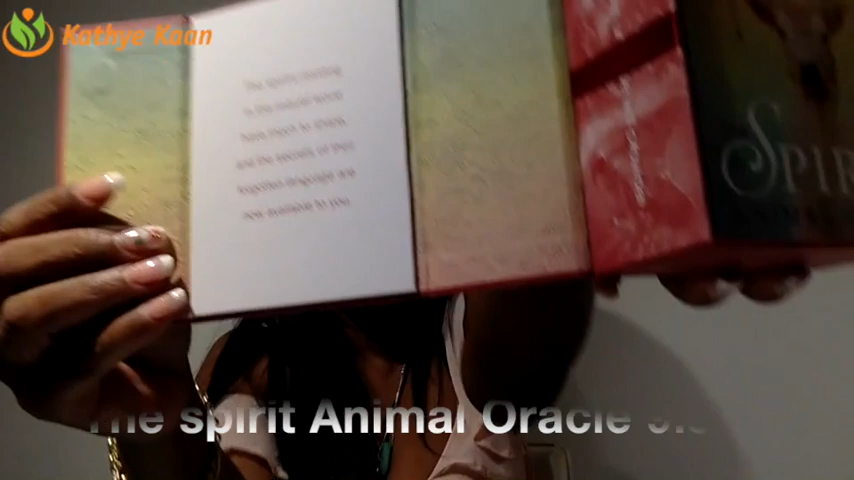 Kathye Kaan
The spirits residing
in the natural world
have much to share,
and the secrets of their
forgotten language are
now available to you.
SPIR
The spirit Animal Oracle